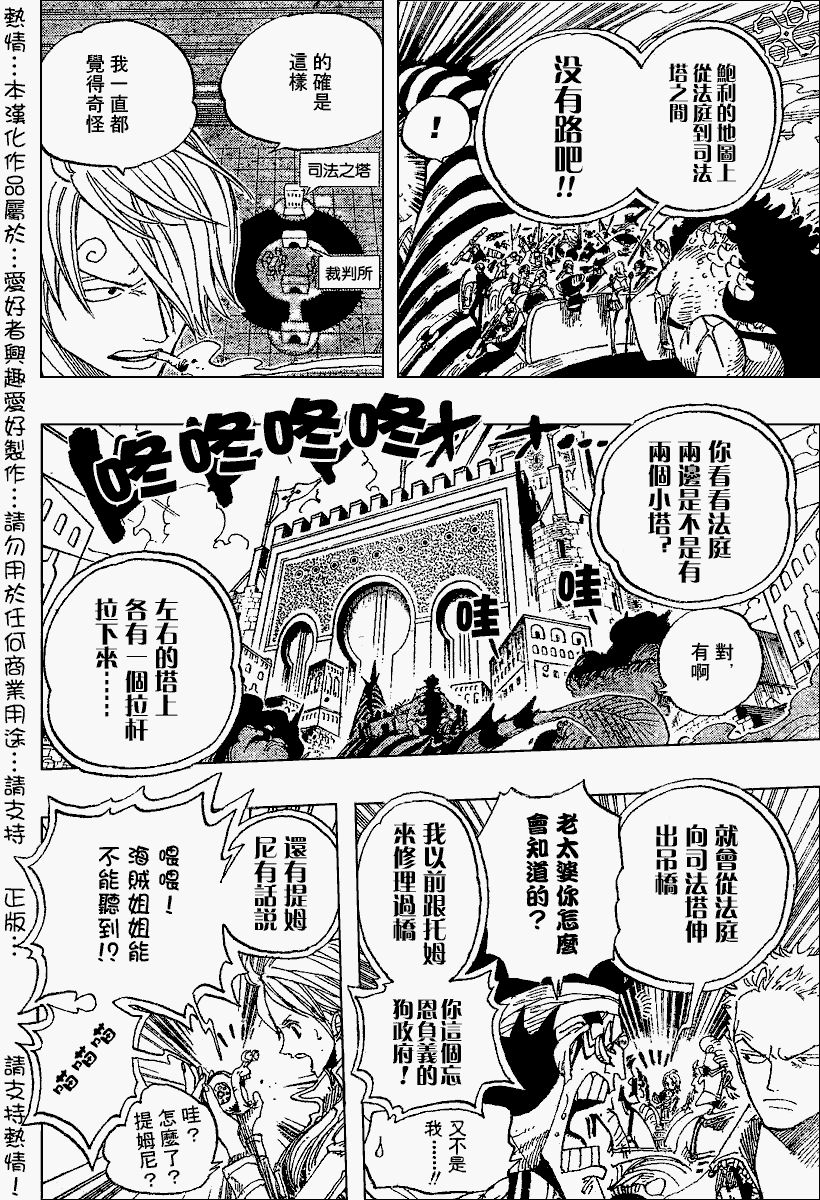 鮑利的地圖上
從法庭到司法
塔之間
没有路吧!!
!
的確是
這樣
我一直都
覺得奇怪
司法之塔
裁判所
咚咚咚咚
你看看法庭
兩邊是不是有
兩個小塔?
哇
哇
對,
有啊
左右的塔上
各有一個拉杆
拉下來……
就會從法庭
向司法塔伸
出吊橋
老太婆你怎麽
會知道的?
我以前跟托姆
來修理過橋
你這個忘
恩負義的
狗政府!
又不是
我……!!
還有提姆
尼有話説
喂喂!
海賊姐姐能
不能聽到!?
噹噹噹
哇?
怎麼了?
提姆尼?
熱情…本漢化作品屬於…愛好者興趣愛好製作…請勿用於任何商業用途…請支持 正版… 請支持熱情!